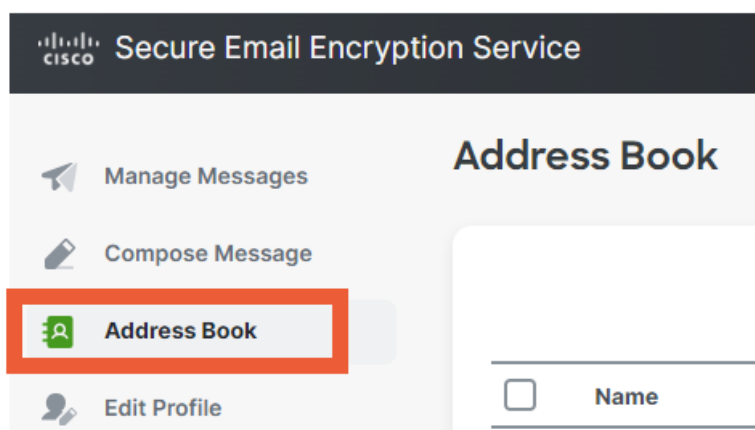 cisco Secure Email Encryption Service
Address Book
Manage Messages
Compose Message
Address Book
Edit Profile
Name